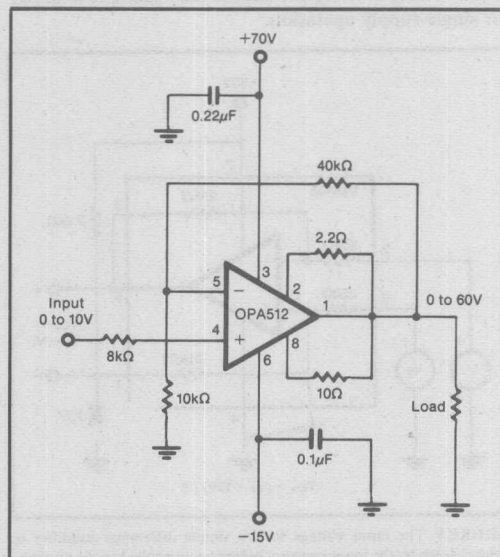 +70V
0.22µF
40kΩ
2.2Ω
3
2
5
−
OPA512
1
0 to 60V
Input
0 to 10V
4
+
8
6
8kΩ
10Ω
10kΩ
Load
0.1µF
−15V